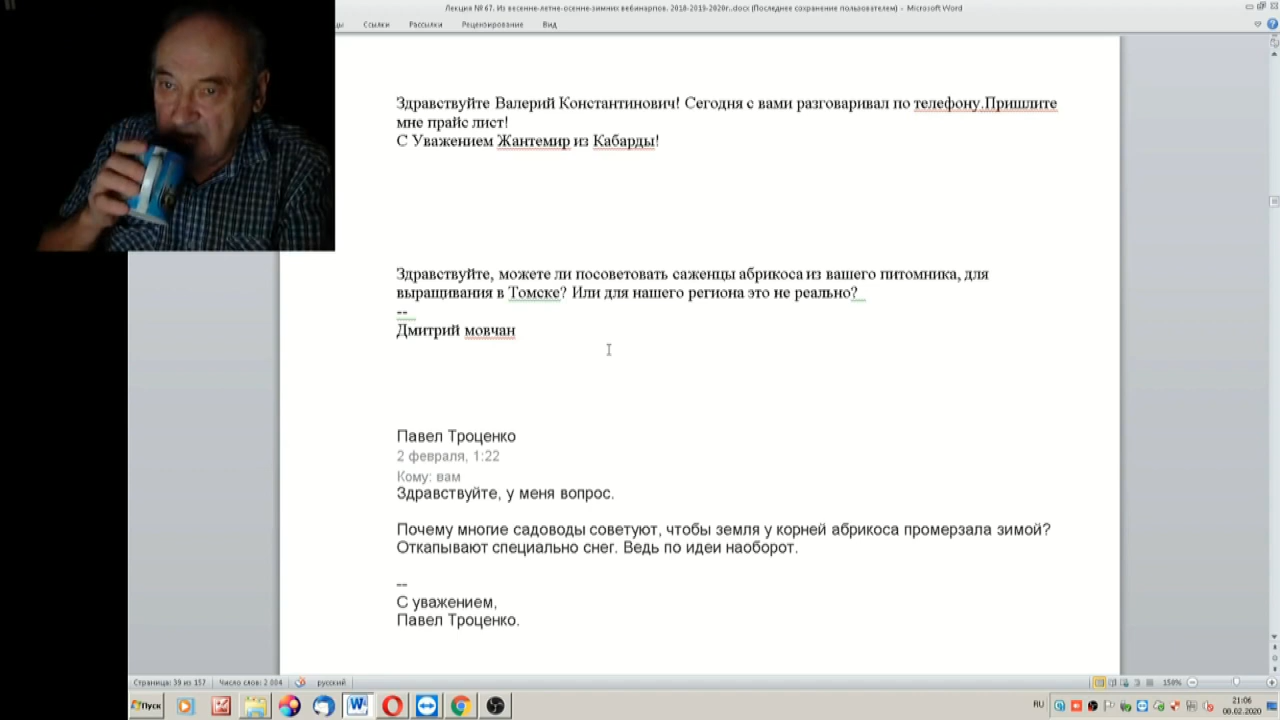 Лекция № 67. Из весенне-летне-осенне-зимних вебинарпов. 2018-2019-2020г..docx (Последнее сохранение пользователем) - Microsoft Word
Ссылки Рассылки Рецензирование Вид
Здравствуйте Валерий Константинович! Сегодня с вами разговаривал по телефону.Пришлите
мне прайс лист!
С Уважением Жантемир из Кабарды!
Здравствуйте, можете ли посоветовать саженцы абрикоса из вашего питомника, для
выращивания в Томске? Или для нашего региона это не реально?
--
Дмитрий мовчан
Павел Троценко
2 февраля, 1:22
Кому: вам
Здравствуйте, у меня вопрос.
Почему многие садоводы советуют, чтобы земля у корней абрикоса промерзала зимой?
Откапывают специально снег. Ведь по идеи наоборот.
--
С уважением,
Павел Троценко.
Страница: 39 из 157 Число слов: 2 004 русский 150%
Пуск RU 21:06
08.02.2020